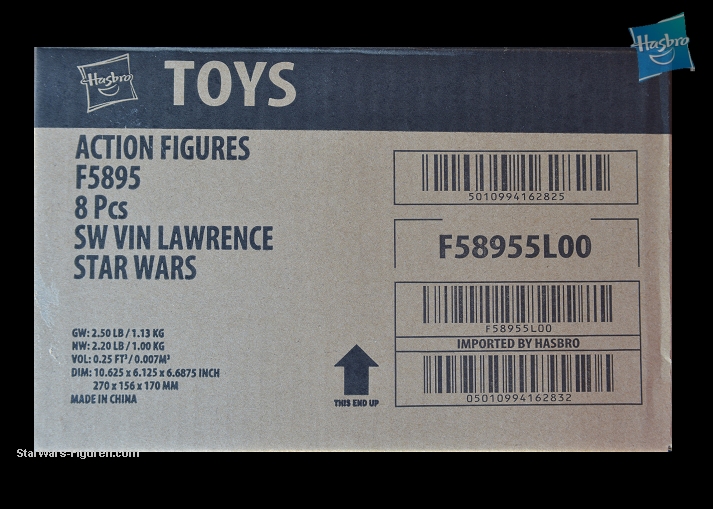 Hasbro
Hasbro
TOYS
ACTION FIGURES
F5895
8 Pcs
SW VIN LAWRENCE
STAR WARS
GW: 2.50 LB / 1.13 KG
NW: 2.20 LB / 1.00 KG
VOL: 0.25 FT³ / 0.007M³
DIM: 10.625 x 6.125 x 6.6875 INCH
270 x 156 x 170 MM
MADE IN CHINA
THIS END UP
5010994162825
F58955L00
F58955L00
IMPORTED BY HASBRO
05010994162832
Starwars-Figuren.com